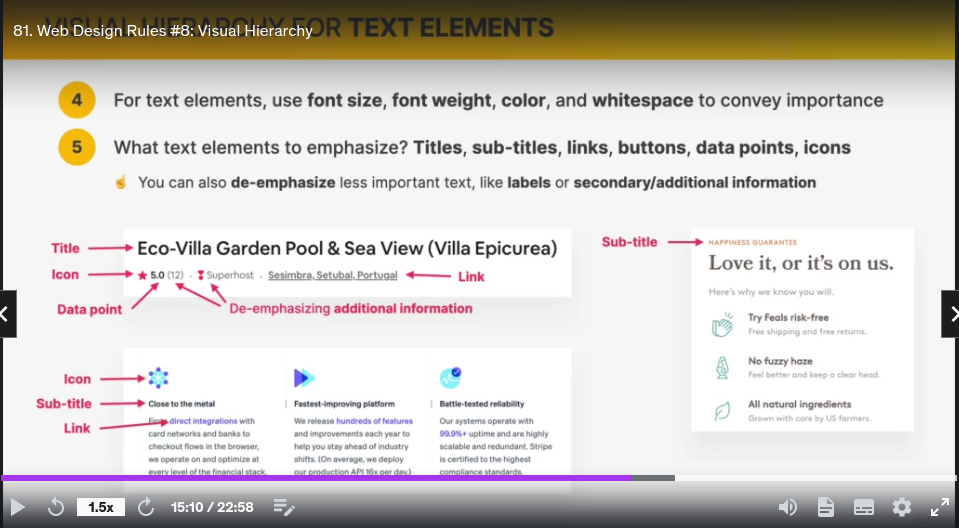 VISUAL HIERARCHY FOR TEXT ELEMENTS
81. Web Design Rules #8: Visual Hierarchy
4 For text elements, use font size, font weight, color, and whitespace to convey importance
5 What text elements to emphasize? Titles, sub-titles, links, buttons, data points, icons
☝ You can also de-emphasize less important text, like labels or secondary/additional information
Title
Eco-Villa Garden Pool & Sea View (Villa Epicurea)
Icon
★ 5.0 (12) · Superhost · Sesimbra, Setubal, Portugal
Link
Data point
De-emphasizing additional information
Sub-title
HAPPINESS GUARANTEE
Love it, or it's on us.
Here's why we know you will.
Try Feals risk-free
Free shipping and free returns.
No fuzzy haze
Feel better and keep a clear head.
All natural ingredients
Grown with care by US farmers.
Icon
Sub-title
Link
Close to the metal
From direct integrations with
card networks and banks to
checkout flows in the browser,
we operate on and optimize at
every level of the financial stack.
Fastest-improving platform
We release hundreds of features
and improvements each year to
help you stay ahead of industry
shifts. (On average, we deploy
our production API 16x per day.)
Battle-tested reliability
Our systems operate with
99.9%+ uptime and are highly
scalable and redundant. Stripe
is certified to the highest
compliance standards.
1.5x
15:10 / 22:58